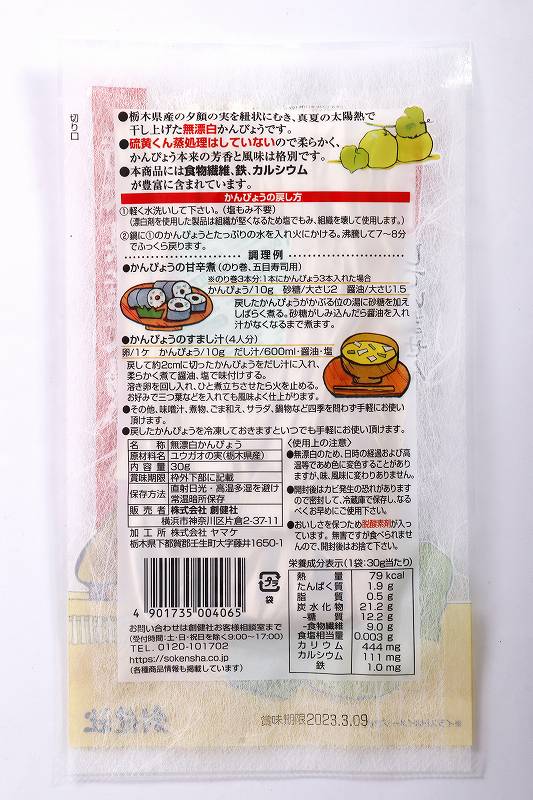 切り口
●栃木県産の夕顔の実を紐状にむき、真夏の太陽熱で
干し上げた無漂白かんぴょうです。
●硫黄くん蒸処理はしていないので柔らかく、
かんぴょう本来の芳香と風味は格別です。
●本商品には食物繊維、鉄、カルシウム
が豊富に含まれています。
かんぴょうの戻し方
①軽く水洗いして下さい。(塩もみ不要)
(漂白剤を使用した製品は組織が堅くなるため塩でもみ、組織を壊して使用します。)
②鍋に①のかんぴょうとたっぷりの水を入れ火にかける。沸騰して7〜8分
でふっくら戻ります。
調理例
●かんぴょうの甘辛煮(のり巻、五目寿司用)
※のり巻3本分:1本にかんぴょう3本入れた場合
かんぴょう/10g 砂糖/大さじ2 醤油/大さじ1.5
戻したかんぴょうがかぶる位の湯に砂糖を加え
しばらく煮る。砂糖がしみ込んだら醤油を入れ
汁がなくなるまで煮ます。
●かんぴょうのすまし汁(4人分)
卵/1ケ かんぴょう/10g だし汁/600ml・醤油・塩
戻して約2cmに切ったかんぴょうをだし汁に入れ、
柔らかく煮て醤油、塩で味付けする。
溶き卵を回し入れ、ひと煮立ちさせたら火を止める。
お好みで三つ葉などを入れても風味よく仕上がります。
●その他、味噌汁、煮物、ごま和え、サラダ、鍋物など四季を問わず手軽にお使い
頂けます。
●戻したかんぴょうを冷凍しておきますといつでも手軽にお使い頂けます。
名称 無漂白かんぴょう
原材料名 ユウガオの実(栃木県産)
内容量 30g
賞味期限 枠外下部に記載
保存方法 直射日光・高温多湿を避け
常温暗所保存
販売者 株式会社 創健社
横浜市神奈川区片倉2-37-11
加工所 株式会社 ヤマケ
栃木県下都賀郡壬生町大字藤井1650-1
〈使用上の注意〉
●無漂白のため、日時の経過および高
温等であめ色に変色することがあり
ますが、味、風味に変わりありません。
●開封後はカビ発生の恐れがあります
ので密封して、冷蔵庫で保存し、なる
べくお早めにご使用下さい。
●おいしさを保つため脱酸素剤が入っ
ています。無害ですが食べられませ
んので、開封後はお捨て下さい。
4 901735 004065
プラ
袋
お問い合わせは創健社お客様相談室まで
(受付時間:土・日・祝日を除く9:00〜17:00)
TEL. 0120-101702
https://sokensha.co.jp
(各種商品情報も掲載しています)
栄養成分表示(1袋:30g当たり)
熱量 79 kcal
たんぱく質 1.9 g
脂質 0.5 g
炭水化物 21.2 g
-糖質 12.2 g
-食物繊維 9.0 g
食塩相当量 0.003 g
カリウム 444 mg
カルシウム 111 mg
鉄 1.0 mg
賞味期限2023.3.09